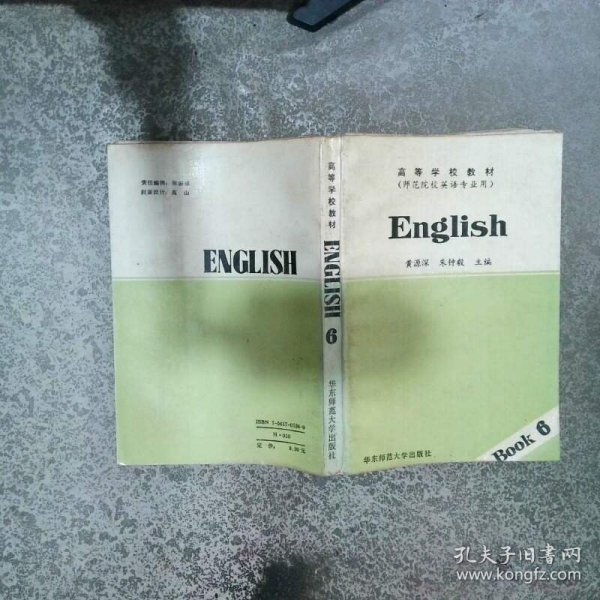 责任编辑：
封面设计：高 山
ENGLISH
ISBN 7-5617-
定 价：
高等学校教材
ENGLISH
6
华东师范大学出版社
高等学校教材
（师范院校英语专业用）
English
黄源深 朱钟毅 主编
Book 6
华东师范大学出版社
孔夫子旧书网
www.kongfz.com